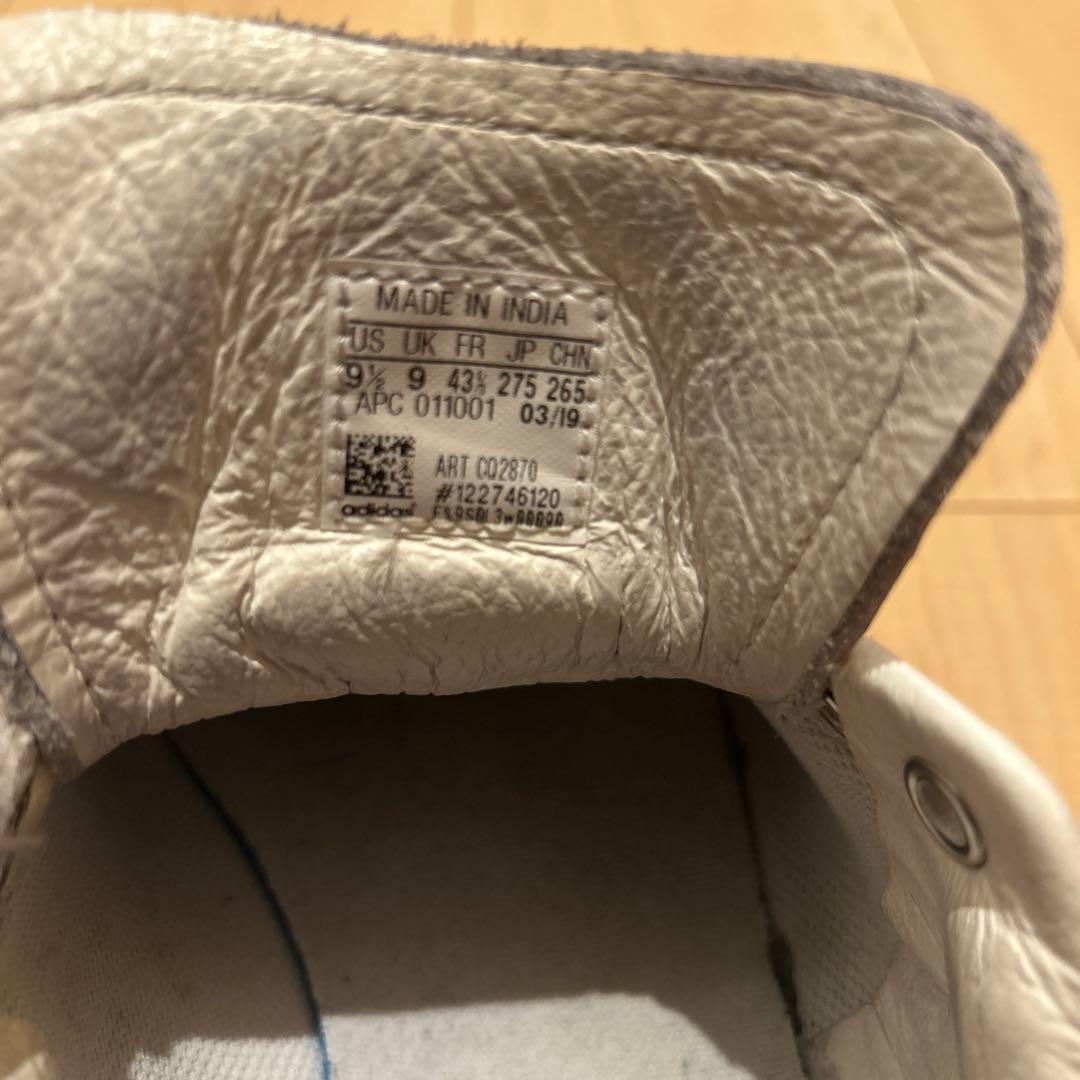 MADE IN INDIA
US UK FR JP CHN
9½ 9 43⅓ 275 265
APC 011001 03/19
ART CQ2870
#122746120
adidas